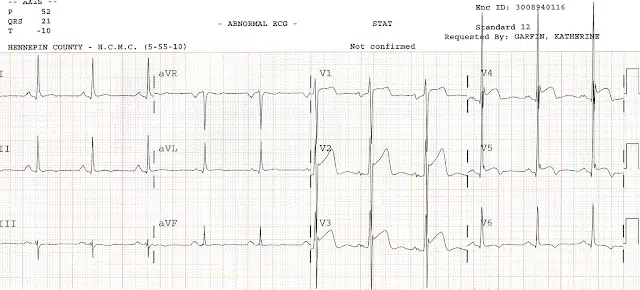 -- AXIS --
P 52
QRS 21
T -10
- ABNORMAL ECG -
STAT
Enc ID: 3008940116
Standard 12
Requested By: GARFIN, KATHERINE
HENNEPIN COUNTY - H.C.M.C. (5-55-10)
Not confirmed
I aVR V1 V4
II aVL V2 V5
III aVF V3 V6